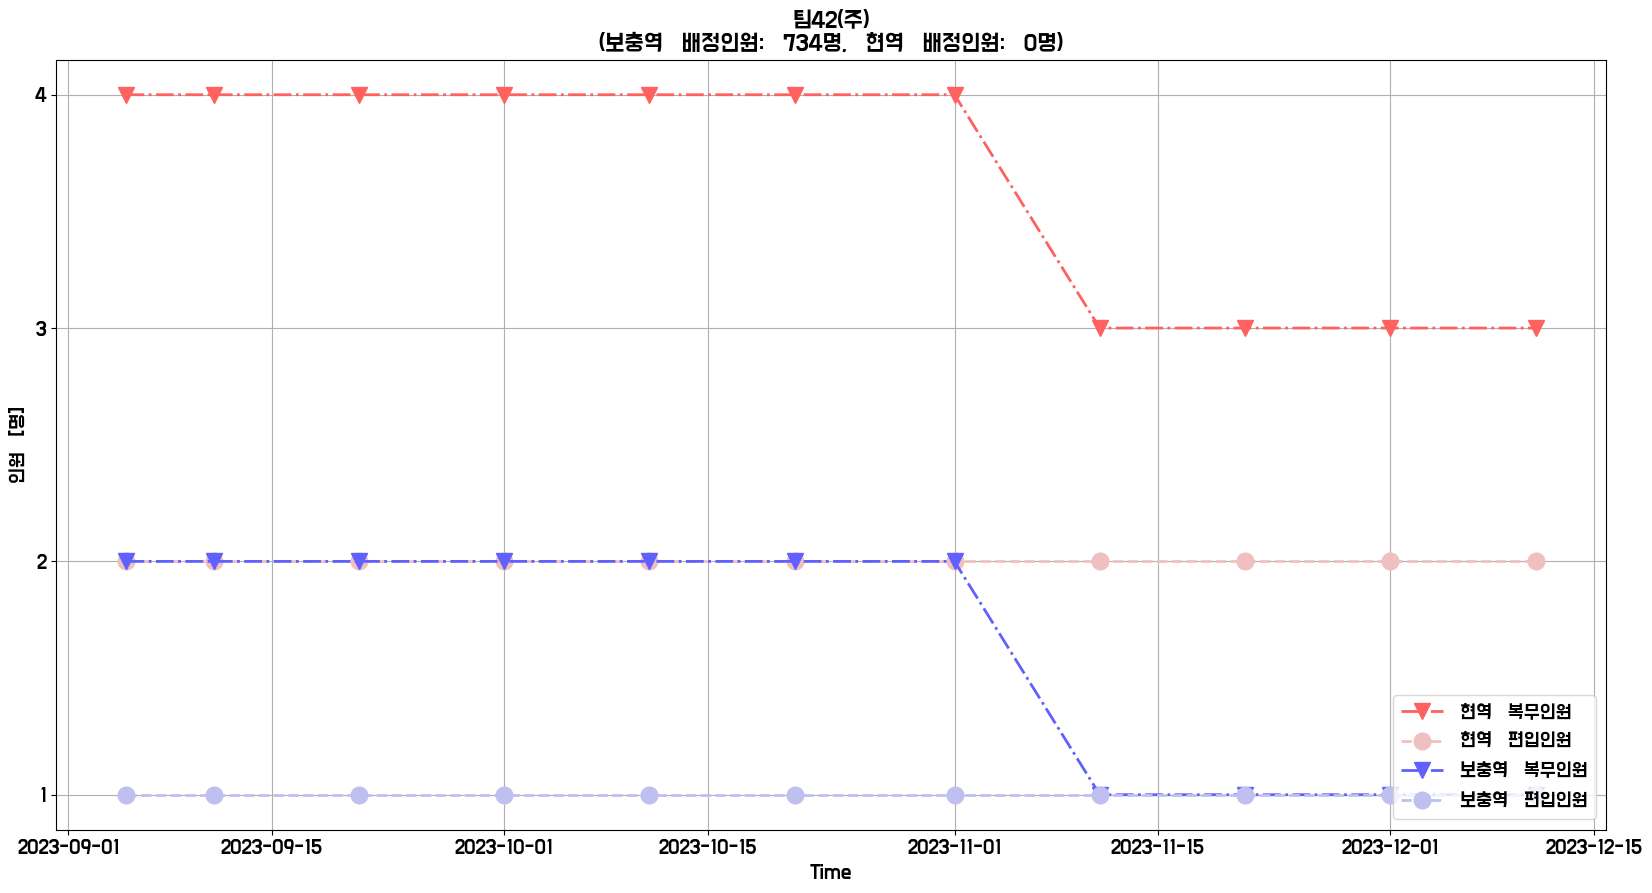 팀42(주)
(보충역 배정인원: 734명, 현역 배정인원: 0명)
4
3
2
1
인원 [명]
2023-09-01 2023-09-15 2023-10-01 2023-10-15 2023-11-01 2023-11-15 2023-12-01 2023-12-15
Time
현역 복무인원
현역 편입인원
보충역 복무인원
보충역 편입인원